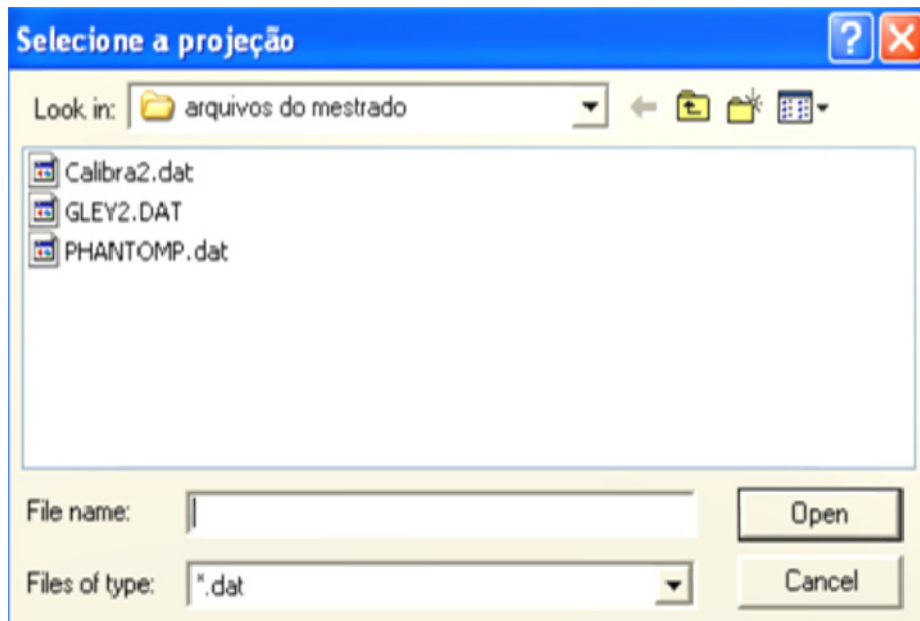 Selecione a projeção
Look in: arquivos do mestrado
Calibra2.dat
GLEY2.DAT
PHANTOMP.dat
File name: Open
Files of type: *.dat Cancel